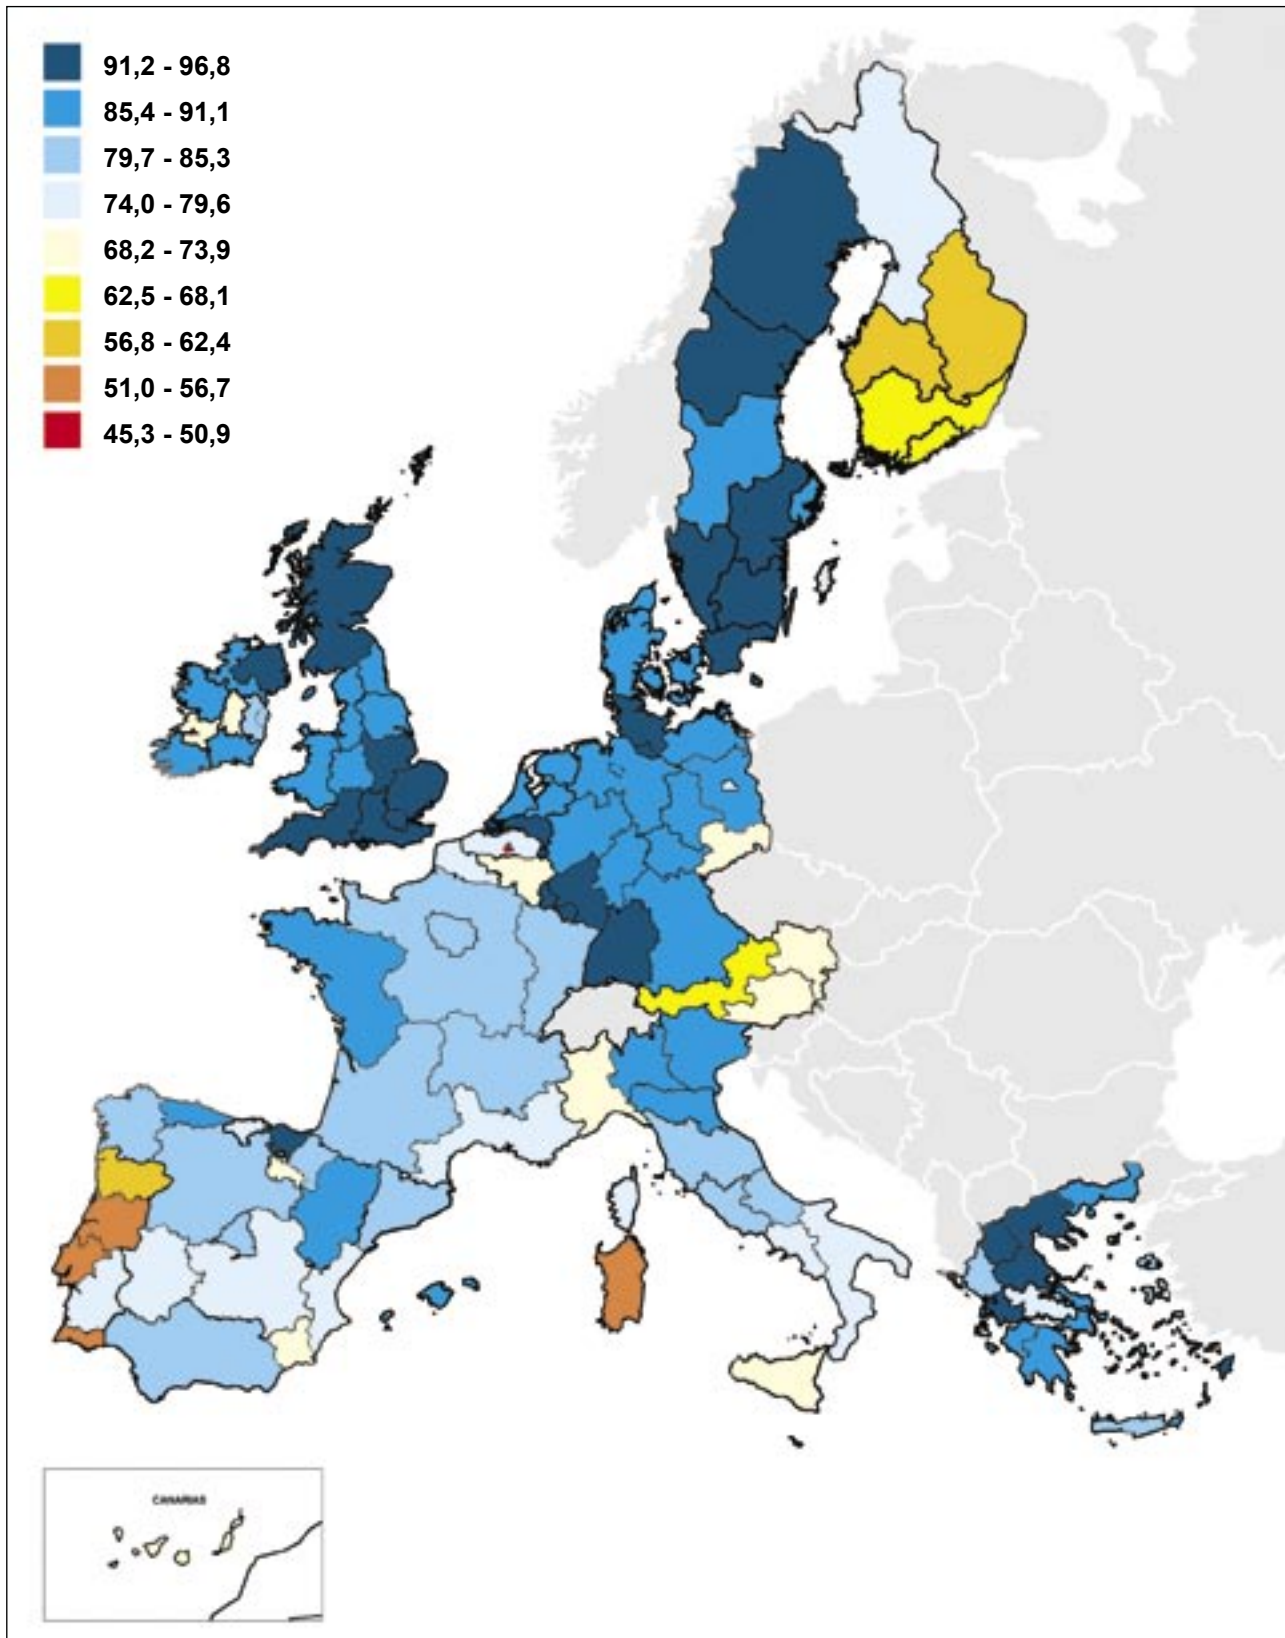 91,2 - 96,8
85,4 - 91,1
79,7 - 85,3
74,0 - 79,6
68,2 - 73,9
62,5 - 68,1
56,8 - 62,4
51,0 - 56,7
45,3 - 50,9
CANARIAS